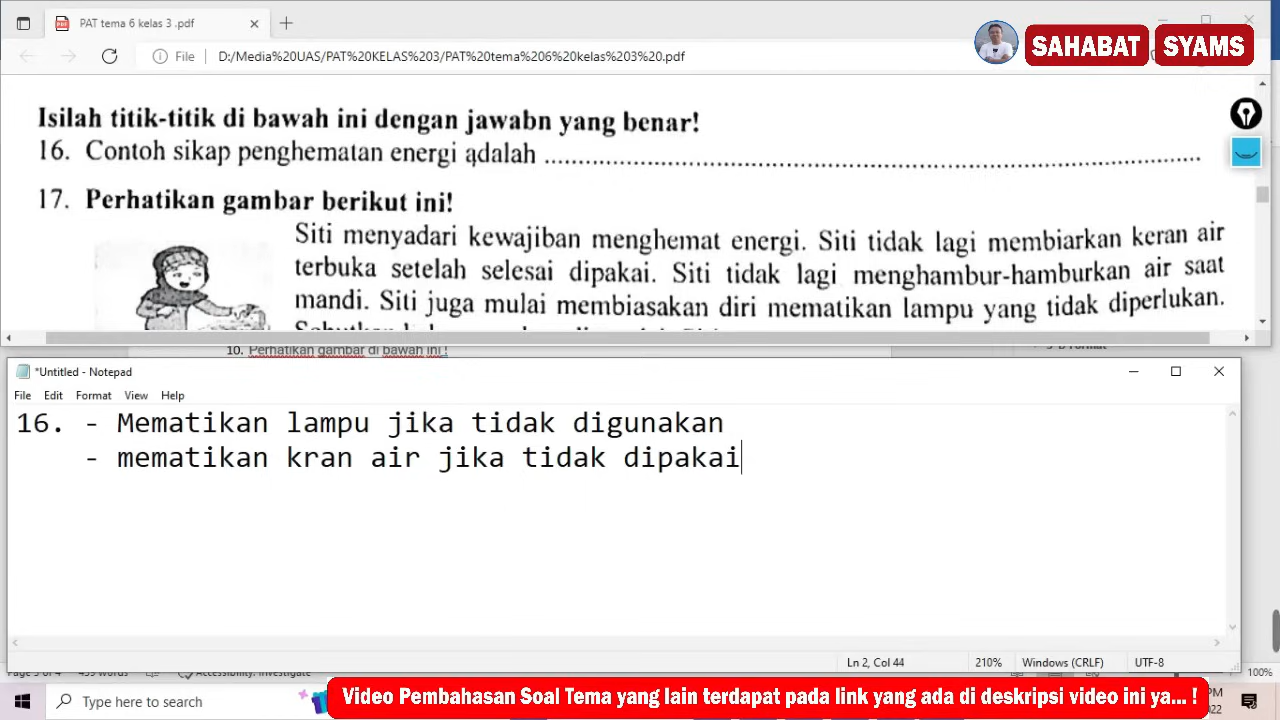 PAT tema 6 kelas 3 .pdf
File
D:/Media%20LAS/PAT%20KELAS%203/PAT%20tema%206%20kelas%203%20.pdf
SAHABAT SYAMS
Isilah titik-titik di bawah ini dengan jawabn yang benar!
16. Contoh sikap penghematan energi adalah ................................................................................
17. Perhatikan gambar berikut ini!
Siti menyadari kewajiban menghemat energi. Siti tidak lagi membiarkan keran air
terbuka setelah selesai dipakai. Siti tidak lagi menghambur-hamburkan air saat
mandi. Siti juga mulai membiasakan diri mematikan lampu yang tidak diperlukan.
10. Perhatikan gambar di bawah ini !
3-D Format
*Untitled - Notepad
File Edit Format View Help
16. - Mematikan lampu jika tidak digunakan
- mematikan kran air jika tidak dipakai
Ln 2, Col 44 210% Windows (CRLF) UTF-8
Accessibility: Investigate
100%
Type here to search
Video Pembahasan Soal Tema yang lain terdapat pada link yang ada di deskripsi video ini ya... !